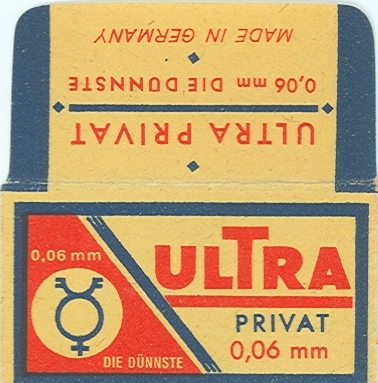 MADE IN GERMANY
0,06 mm DIE DÜNNSTE
ULTRA PRIVAT
0,06 mm
ULTRA
PRIVAT
0,06 mm
DIE DÜNNSTE